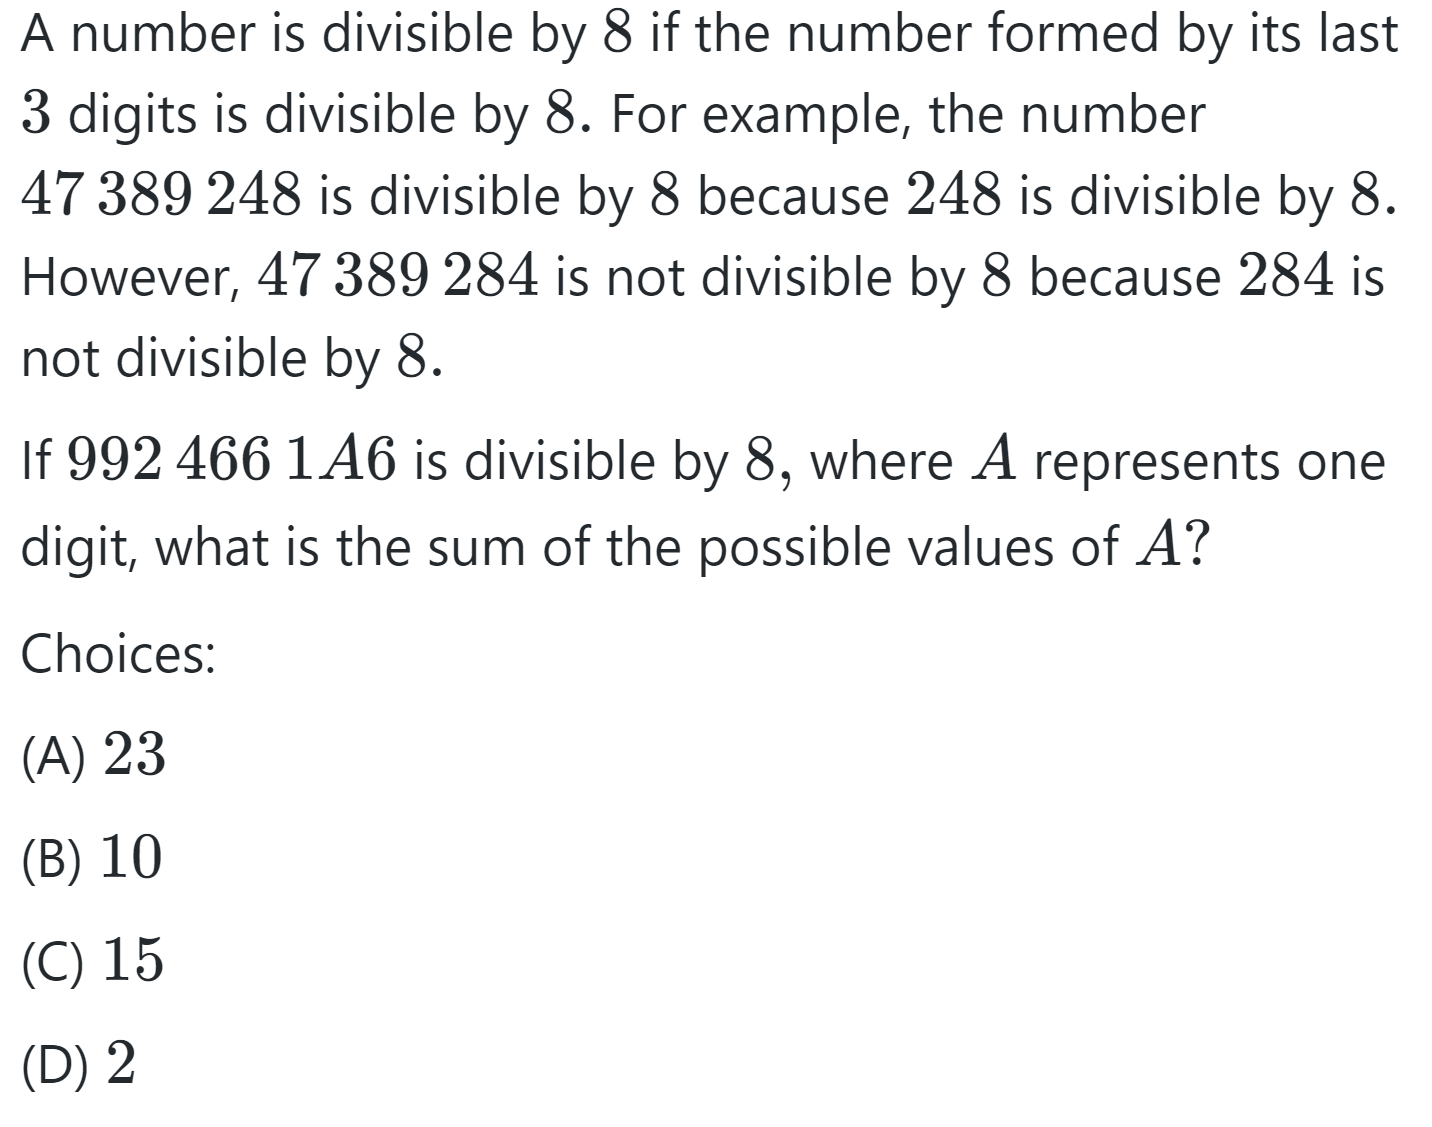 A number is divisible by 8 if the number formed by its last
3 digits is divisible by 8. For example, the number
47 389 248 is divisible by 8 because 248 is divisible by 8.
However, 47 389 284 is not divisible by 8 because 284 is
not divisible by 8.
If 992 466 1A6 is divisible by 8, where A represents one
digit, what is the sum of the possible values of A?
Choices:
(A) 23
(B) 10
(C) 15
(D) 2